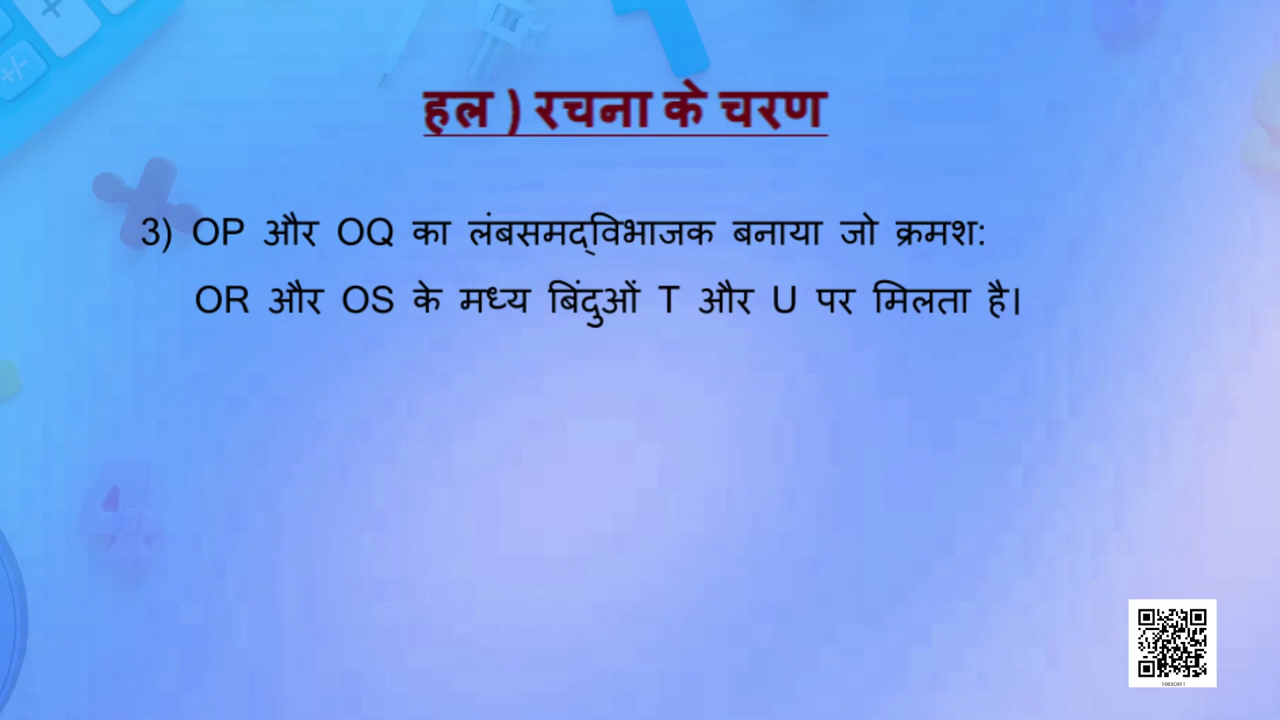 हल ) रचना के चरण
3) OP और OQ का लंबसमद्‌विभाजक बनाया जो क्रमश:
OR और OS के मध्य बिंदुओं T और U पर मिलता है।